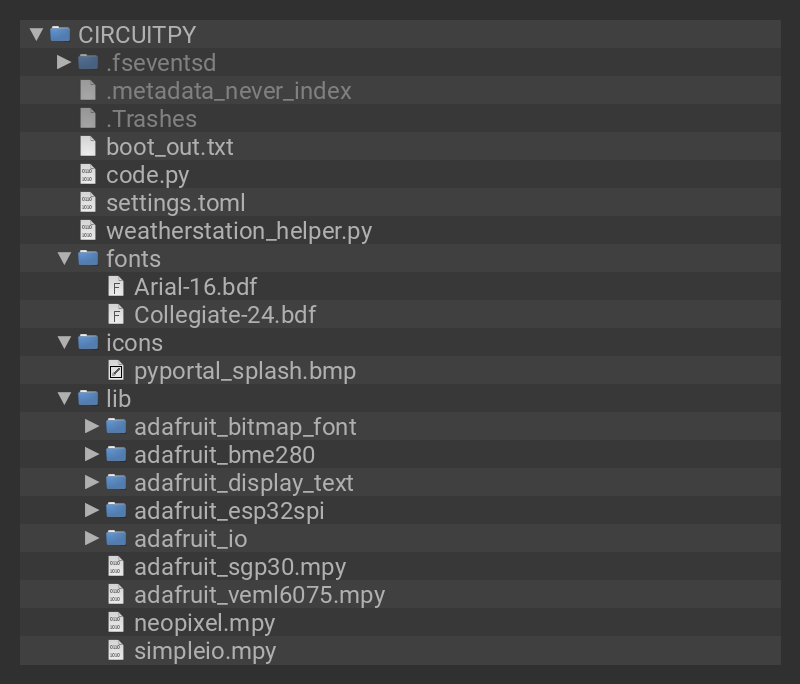 CIRCUITPY
.fseventsd
.metadata_never_index
.Trashes
boot_out.txt
code.py
settings.toml
weatherstation_helper.py
fonts
Arial-16.bdf
Collegiate-24.bdf
icons
pyportal_splash.bmp
lib
adafruit_bitmap_font
adafruit_bme280
adafruit_display_text
adafruit_esp32spi
adafruit_io
adafruit_sgp30.mpy
adafruit_veml6075.mpy
neopixel.mpy
simpleio.mpy